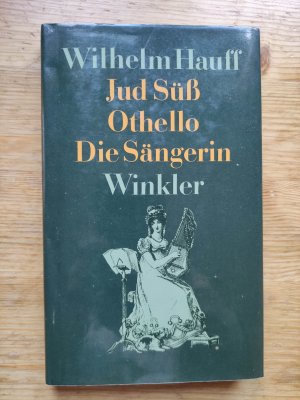 Wilhelm Hauff
Jud Süß
Othello
Die Sängerin
Winkler